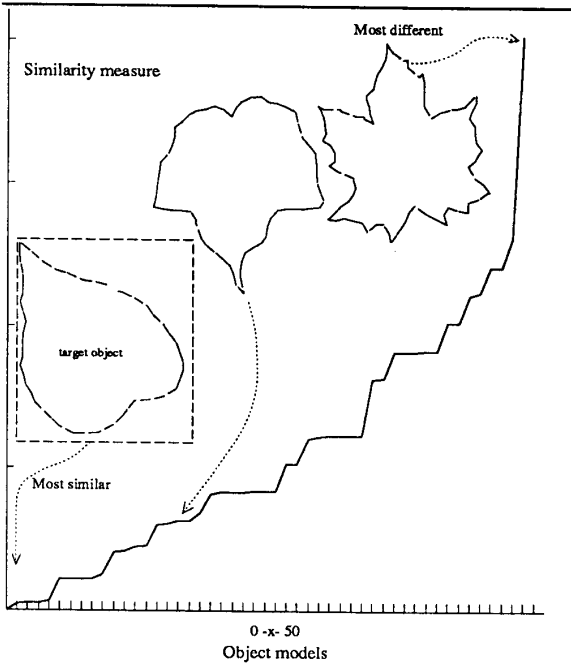 Most different
Similarity measure
target object
Most similar
0 -x- 50
Object models